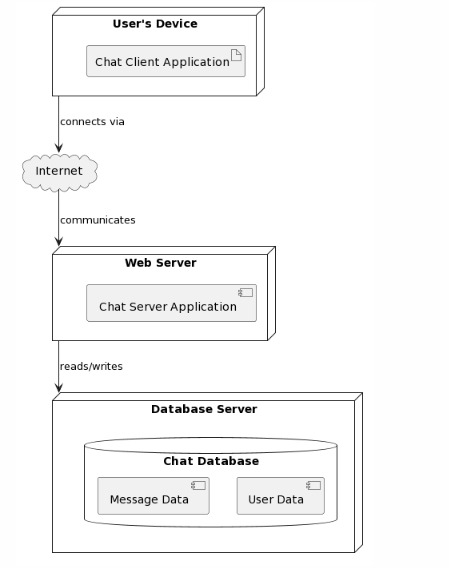 User's Device
Chat Client Application
connects via
Internet
communicates
Web Server
Chat Server Application
reads/writes
Database Server
Chat Database
Message Data
User Data